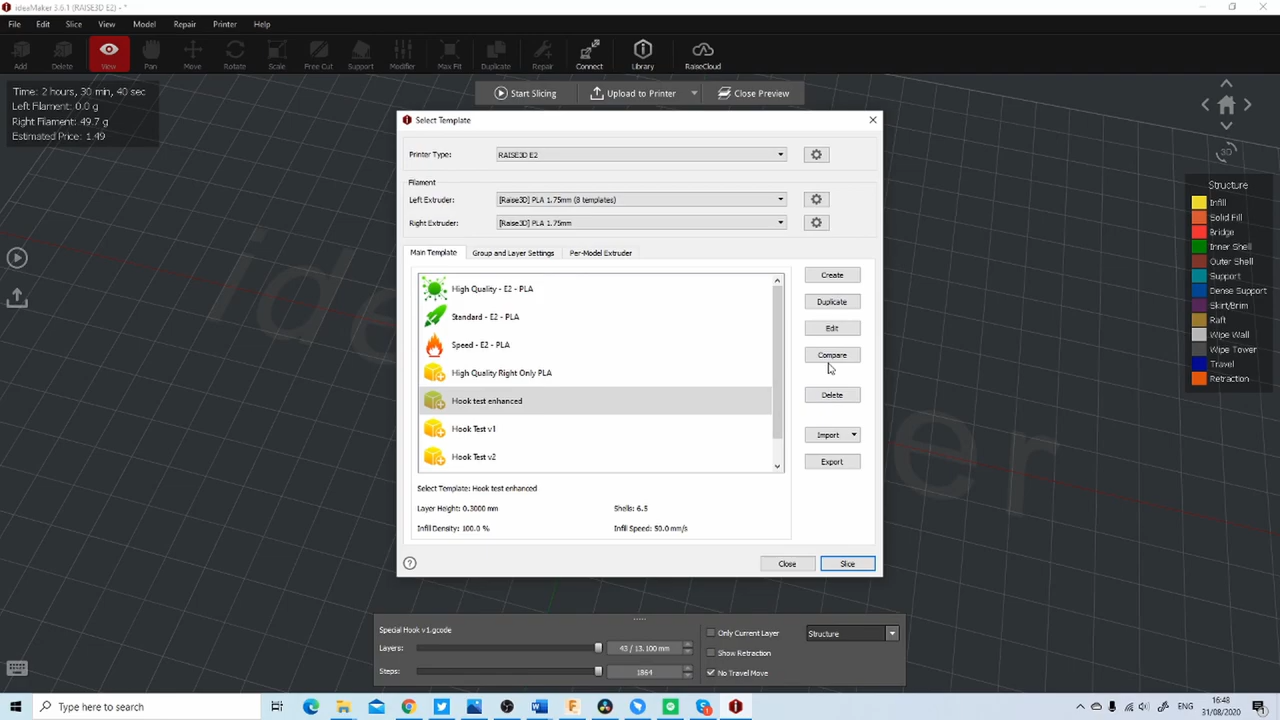 ideaMaker 3.6.1 (RAISE3D E2) - *
File Edit Slice View Model Repair Printer Help
Add Delete View Pan Move Rotate Scale Free Cut Support Modifier Max Fit Duplicate Repair Connect Library RaiseCloud
Time: 2 hours, 30 min, 40 sec
Left Filament: 0.0 g
Right Filament: 49.7 g
Estimated Price: 1.49
Start Slicing Upload to Printer Close Preview
Select Template
Printer Type: RAISE3D E2
Filament
Left Extruder: [Raise3D] PLA 1.75mm (8 templates)
Right Extruder: [Raise3D] PLA 1.75mm
Main Template Group and Layer Settings Per-Model Extruder
High Quality - E2 - PLA
Standard - E2 - PLA
Speed - E2 - PLA
High Quality Right Only PLA
Hook test enhanced
Hook Test v1
Hook Test v2
Create
Duplicate
Edit
Compare
Delete
Import
Export
Select Template: Hook test enhanced
Layer Height: 0.3000 mm Shells: 6.5
Infill Density: 100.0 % Infill Speed: 50.0 mm/s
Close Slice
3D
Structure
Infill
Solid Fill
Bridge
Inner Shell
Outer Shell
Support
Dense Support
Skirt/Brim
Raft
Wipe Wall
Wipe Tower
Travel
Retraction
Special Hook v1.gcode
Layers: 43 / 13.100 mm
Steps: 1864
Only Current Layer
Show Retraction
No Travel Move
Structure
Type here to search
ENG
16:48
31/08/2020